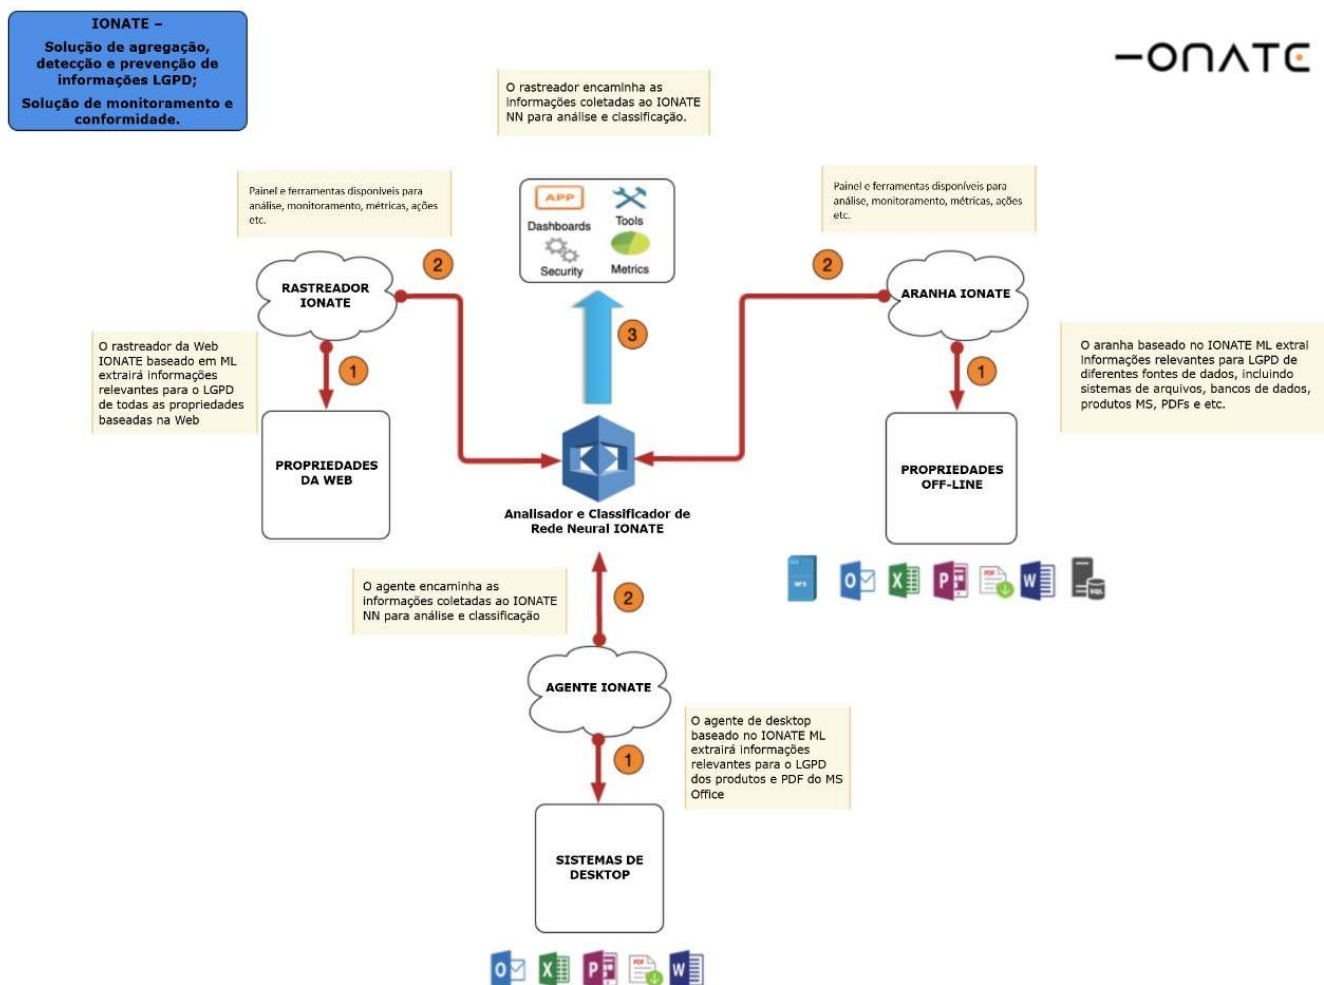 IONATE –
Solução de agregação,
detecção e prevenção de
informações LGPD;
Solução de monitoramento e
conformidade.
IONATE
O rastreador encaminha as
informações coletadas ao IONATE
NN para análise e classificação.
Painel e ferramentas disponíveis para
análise, monitoramento, métricas, ações
etc.
APP
Dashboards
Tools
Security
Metrics
Painel e ferramentas disponíveis para
análise, monitoramento, métricas, ações
etc.
RASTREADOR
IONATE
2
3
2
ARANHA IONATE
O rastreador da Web
IONATE baseado em ML
extrairá informações
relevantes para o LGPD
de todas as propriedades
baseadas na Web
1
1
O aranha baseado no IONATE ML extrai
informações relevantes para LGPD de
diferentes fontes de dados, incluindo
sistemas de arquivos, bancos de dados,
produtos MS, PDFs e etc.
PROPRIEDADES
DA WEB
PROPRIEDADES
OFF-LINE
Analisador e Classificador de
Rede Neural IONATE
O agente encaminha as
informações coletadas ao IONATE
NN para análise e classificação
2
O
X
P
PDF
W
SQL
AGENTE IONATE
1
O agente de desktop
baseado no IONATE ML
extrairá informações
relevantes para o LGPD
dos produtos e PDF do MS
Office
SISTEMAS DE
DESKTOP
O
X
P
PDF
W